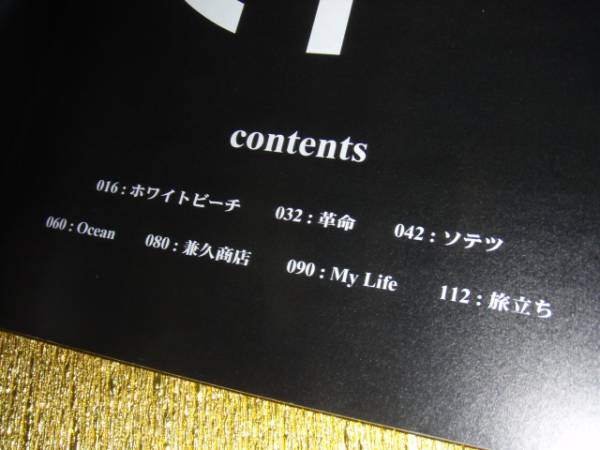 contents
016 : ホワイトビーチ 032 : 革命 042 : ソテツ
060 : Ocean 080 : 兼久商店 090 : My Life 112 : 旅立ち